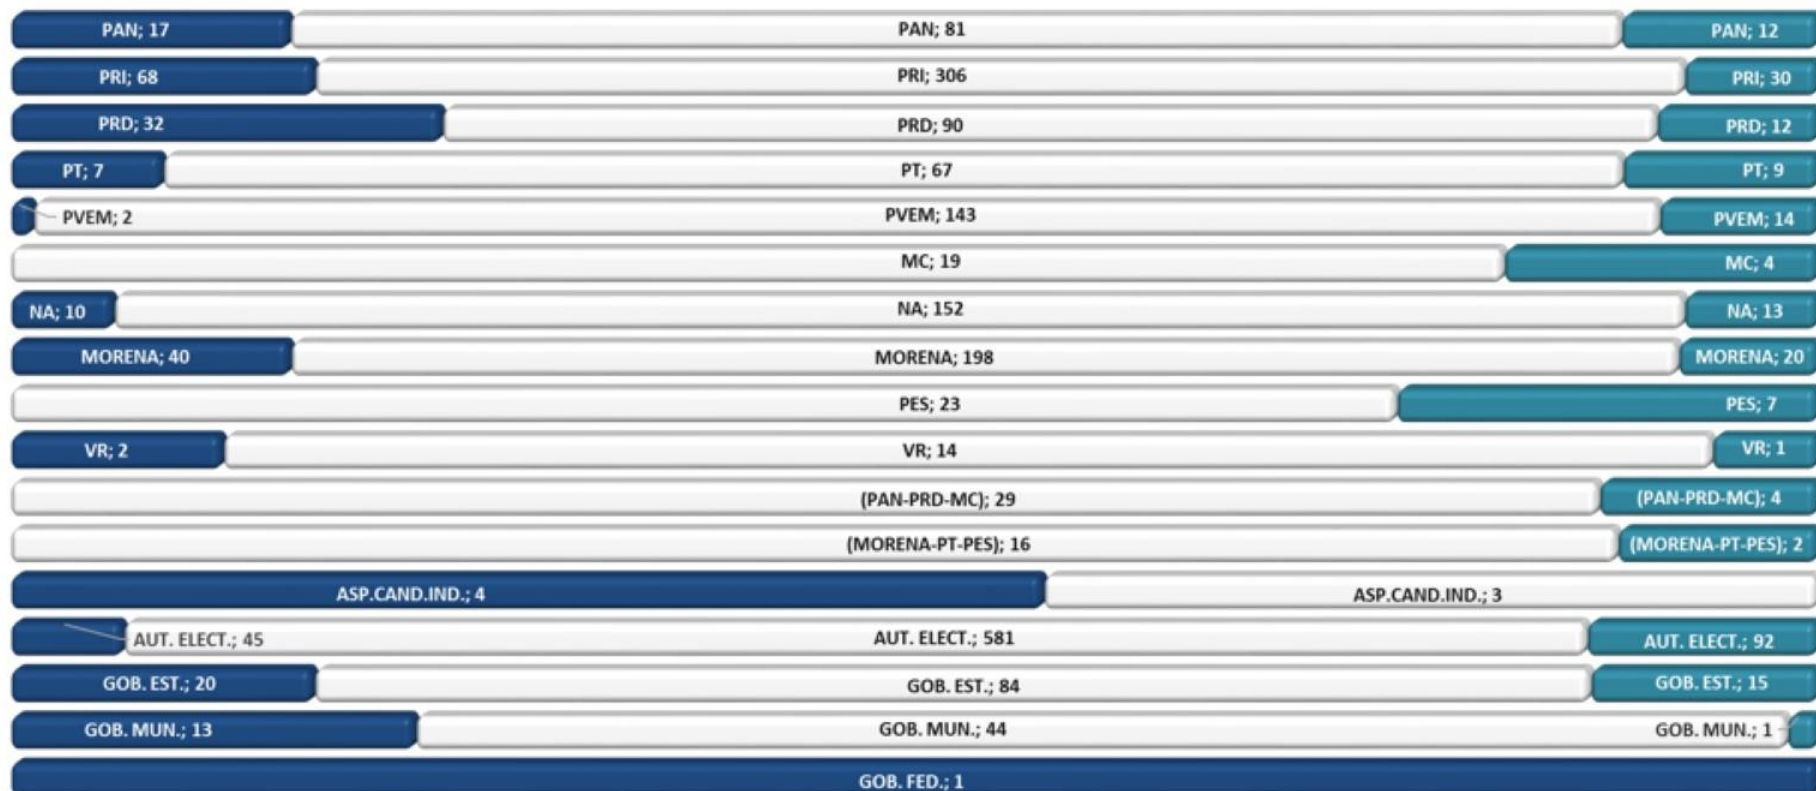 PAN; 17 PAN; 81 PAN; 12
PRI; 68 PRI; 306 PRI; 30
PRD; 32 PRD; 90 PRD; 12
PT; 7 PT; 67 PT; 9
PVEM; 2 PVEM; 143 PVEM; 14
MC; 19 MC; 4
NA; 10 NA; 152 NA; 13
MORENA; 40 MORENA; 198 MORENA; 20
PES; 23 PES; 7
VR; 2 VR; 14 VR; 1
(PAN-PRD-MC); 29 (PAN-PRD-MC); 4
(MORENA-PT-PES); 16 (MORENA-PT-PES); 2
ASP.CAND.IND.; 4 ASP.CAND.IND.; 3
AUT. ELECT.; 45 AUT. ELECT.; 581 AUT. ELECT.; 92
GOB. EST.; 20 GOB. EST.; 84 GOB. EST.; 15
GOB. MUN.; 13 GOB. MUN.; 44 GOB. MUN.; 1
GOB. FED.; 1